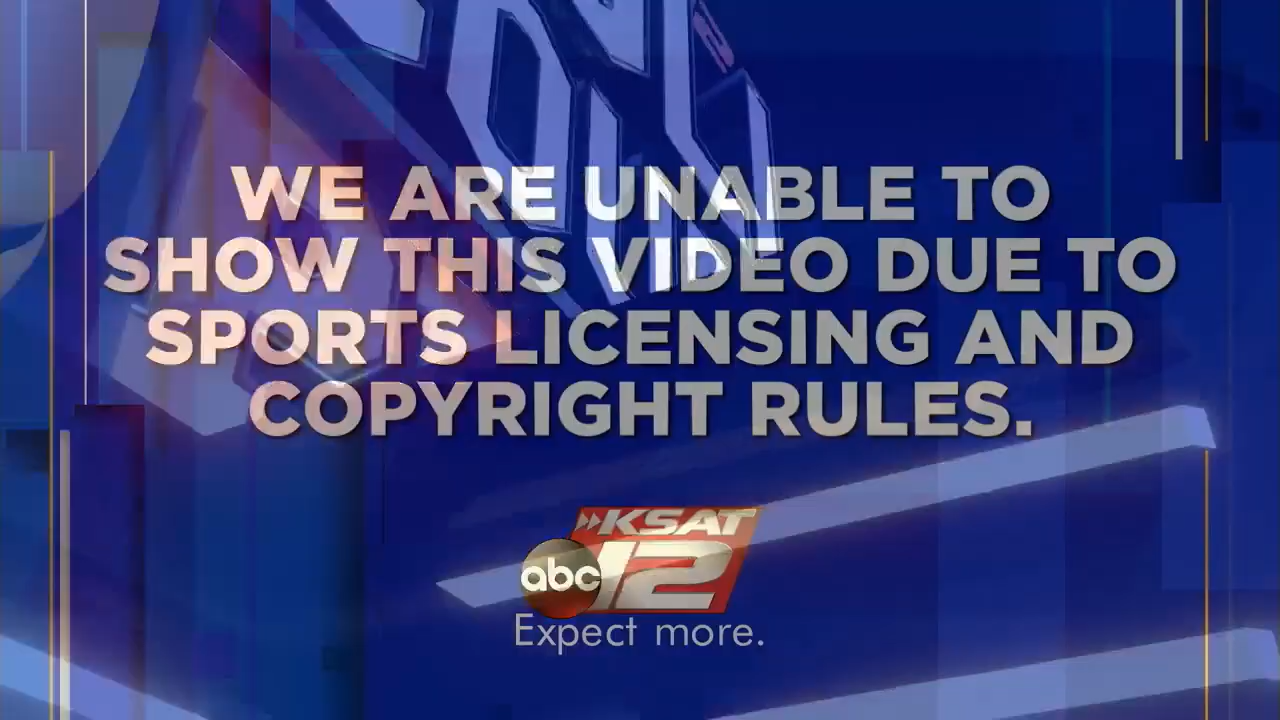 WE ARE UNABLE TO
SHOW THIS VIDEO DUE TO
SPORTS LICENSING AND
COPYRIGHT RULES.
KSAT
abc 12
Expect more.